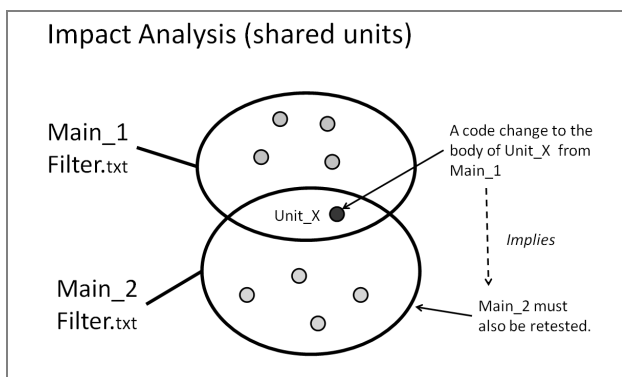 Impact Analysis (shared units)
Main_1
Filter.txt
A code change to the
body of Unit_X from
Main_1
Unit_X
Implies
Main_2
Filter.txt
Main_2 must
also be retested.